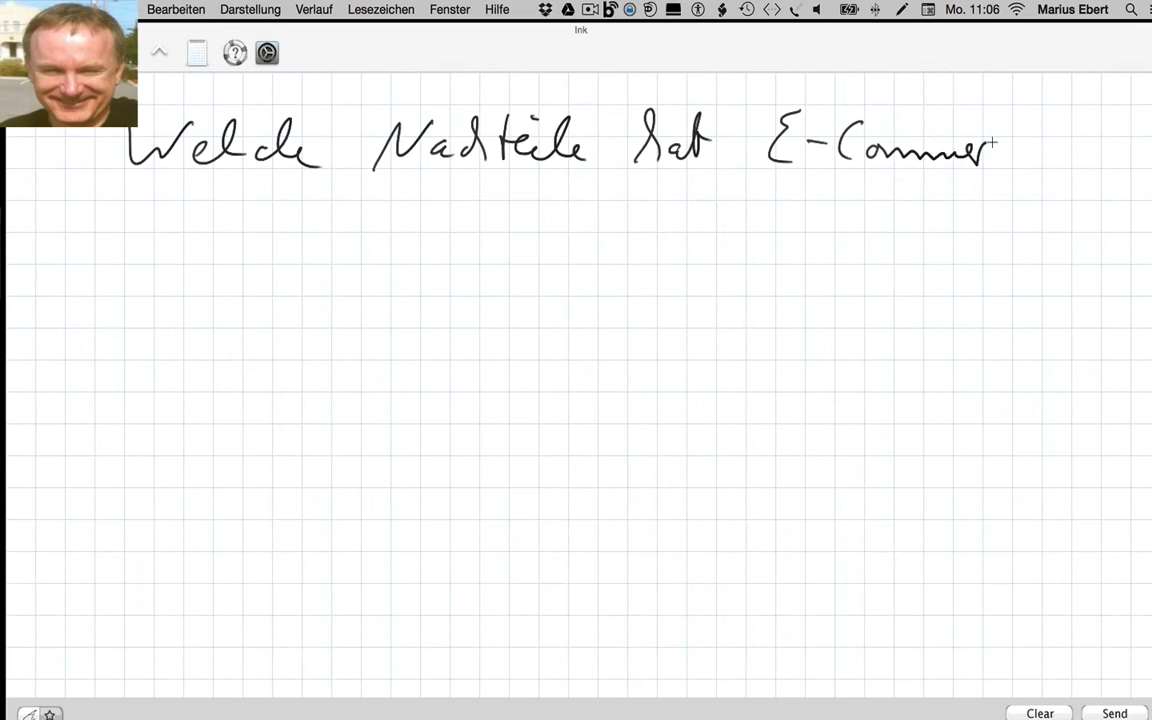 Bearbeiten Darstellung Verlauf Lesezeichen Fenster Hilfe Mo. 11:06 Marius Ebert
Ink
Welche Nachteile hat E-Commer
Clear Send